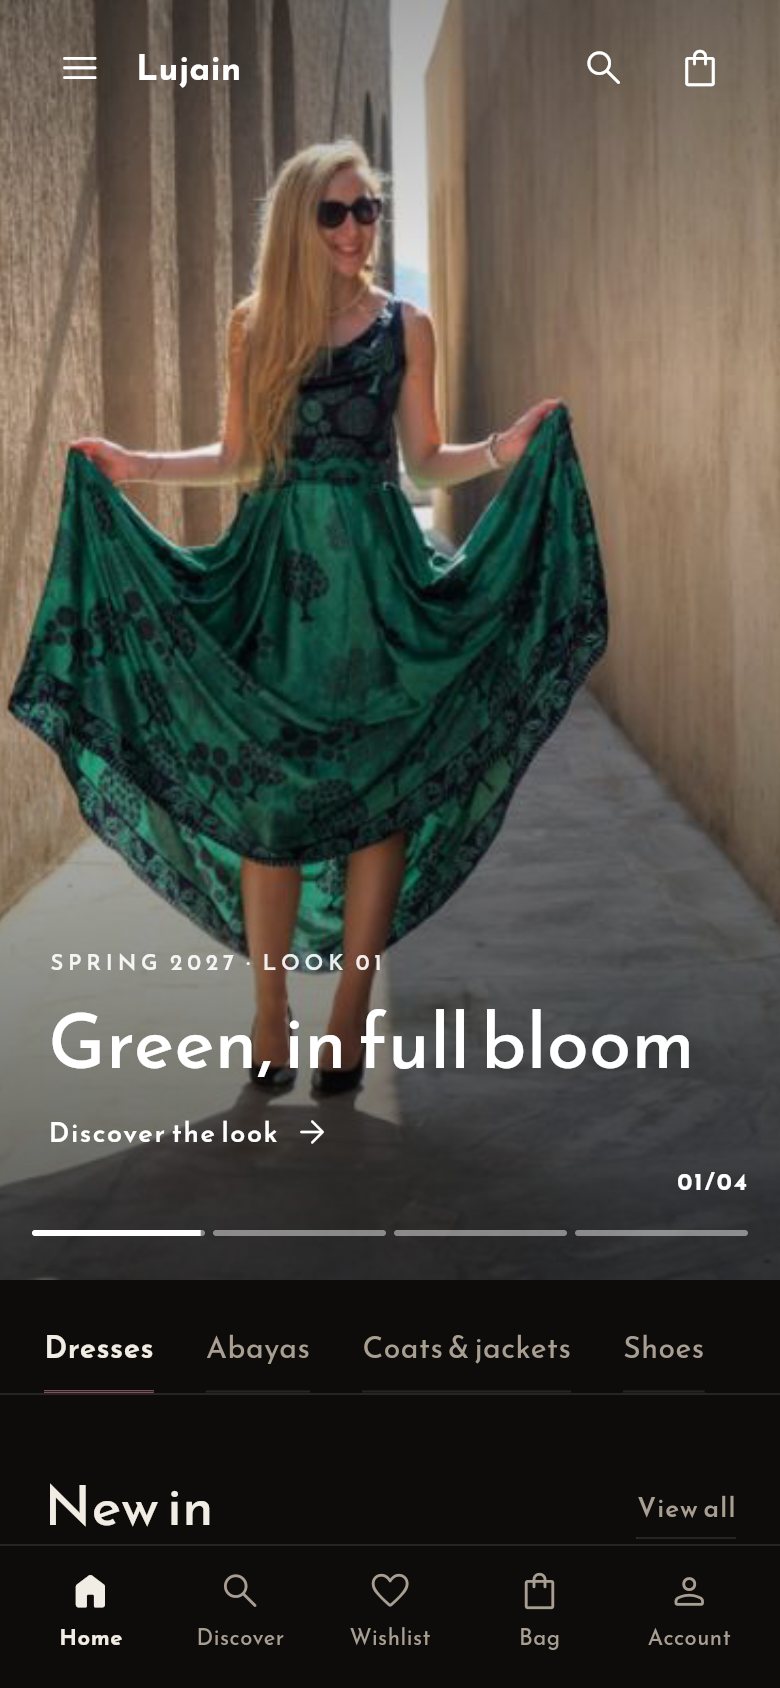 Lujain
SPRING 2027 · LOOK 01
Green, in full bloom
Discover the look
01/04
Dresses Abayas Coats & jackets Shoes
New in View all
Home Discover Wishlist Bag Account